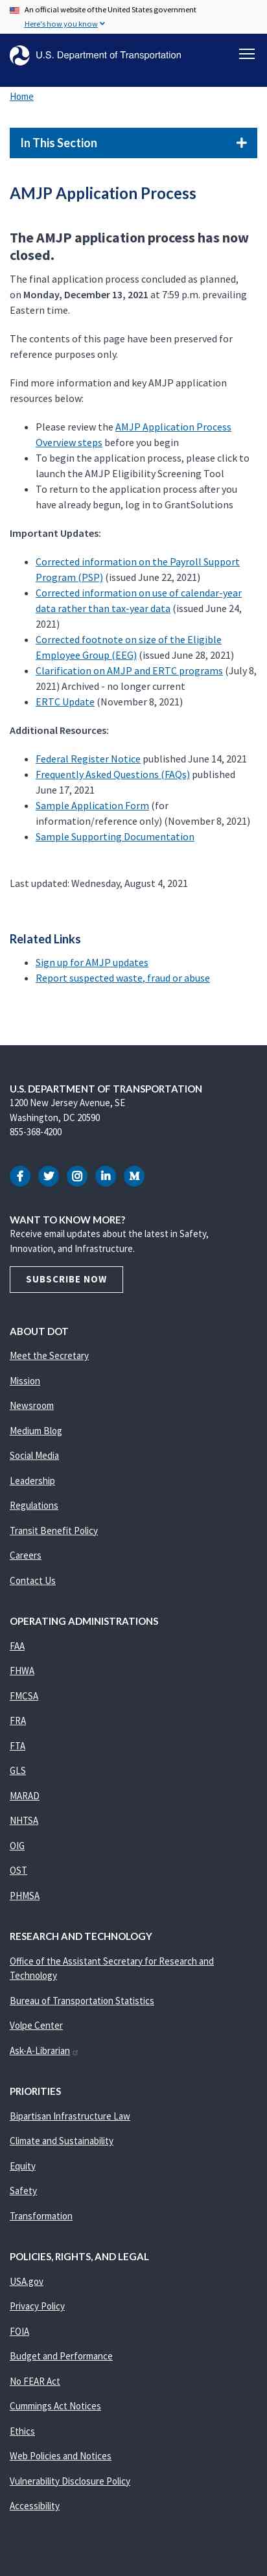 An official website of the United States government
Here's how you know
U.S. Department of Transportation
Home
In This Section
AMJP Application Process
The AMJP application process has now
closed.
The final application process concluded as planned,
on Monday, December 13, 2021 at 7:59 p.m. prevailing
Eastern time.
The contents of this page have been preserved for
reference purposes only.
Find more information and key AMJP application
resources below:
Please review the AMJP Application Process
Overview steps before you begin
To begin the application process, please click to
launch the AMJP Eligibility Screening Tool
To return to the application process after you
have already begun, log in to GrantSolutions
Important Updates:
Corrected information on the Payroll Support
Program (PSP) (issued June 22, 2021)
Corrected information on use of calendar-year
data rather than tax-year data (issued June 24,
2021)
Corrected footnote on size of the Eligible
Employee Group (EEG) (issued June 28, 2021)
Clarification on AMJP and ERTC programs (July 8,
2021) Archived - no longer current
ERTC Update (November 8, 2021)
Additional Resources:
Federal Register Notice published June 14, 2021
Frequently Asked Questions (FAQs) published
June 17, 2021
Sample Application Form (for
information/reference only) (November 8, 2021)
Sample Supporting Documentation
Last updated: Wednesday, August 4, 2021
Related Links
Sign up for AMJP updates
Report suspected waste, fraud or abuse
U.S. DEPARTMENT OF TRANSPORTATION
1200 New Jersey Avenue, SE
Washington, DC 20590
855-368-4200
WANT TO KNOW MORE?
Receive email updates about the latest in Safety,
Innovation, and Infrastructure.
SUBSCRIBE NOW
ABOUT DOT
Meet the Secretary
Mission
Newsroom
Medium Blog
Social Media
Leadership
Regulations
Transit Benefit Policy
Careers
Contact Us
OPERATING ADMINISTRATIONS
FAA
FHWA
FMCSA
FRA
FTA
GLS
MARAD
NHTSA
OIG
OST
PHMSA
RESEARCH AND TECHNOLOGY
Office of the Assistant Secretary for Research and
Technology
Bureau of Transportation Statistics
Volpe Center
Ask-A-Librarian
PRIORITIES
Bipartisan Infrastructure Law
Climate and Sustainability
Equity
Safety
Transformation
POLICIES, RIGHTS, AND LEGAL
USA.gov
Privacy Policy
FOIA
Budget and Performance
No FEAR Act
Cummings Act Notices
Ethics
Web Policies and Notices
Vulnerability Disclosure Policy
Accessibility